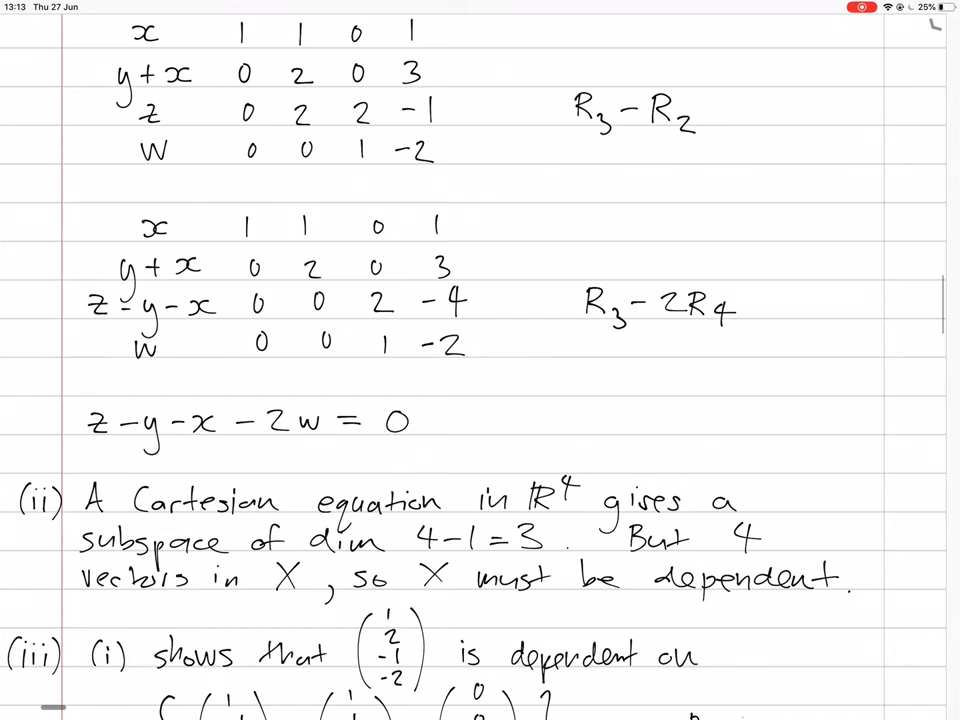 13:13 Thu 27 Jun 25%
x 1 1 0 1
y+x 0 2 0 3
z 0 2 2 -1 R₃ - R₂
w 0 0 1 -2
x 1 1 0 1
y+x 0 2 0 3
z-y-x 0 0 2 -4 R₃ - 2R₄
w 0 0 1 -2
z-y-x-2w = 0
(ii) A Cartesian equation in ℝ⁴ gives a
subspace of dim 4-1=3. But 4
vectors in X, so X must be dependent.
(iii) (i) shows that (1 2 -1 -2) is dependent on